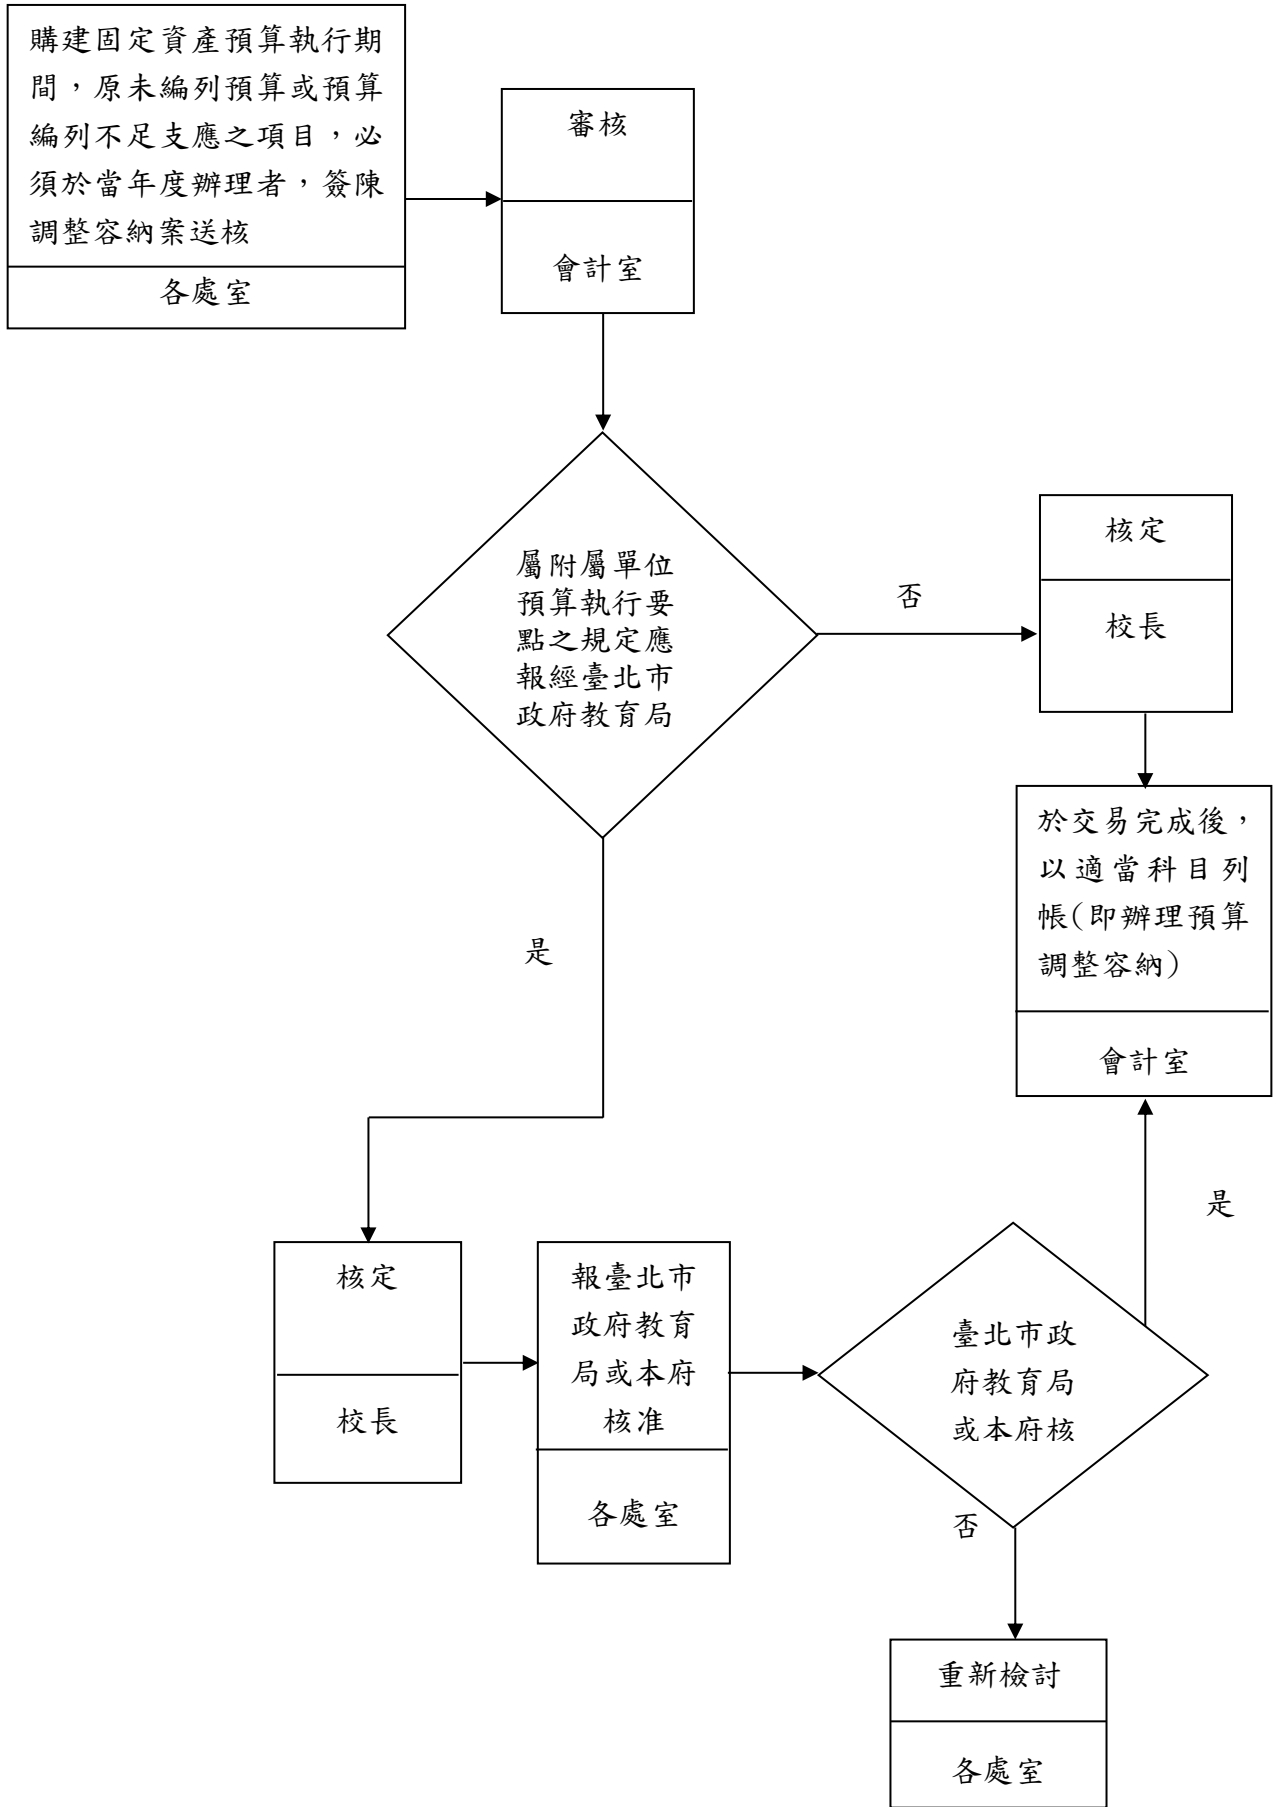 購建固定資產預算執行期
間，原未編列預算或預算
編列不足支應之項目，必
須於當年度辦理者，簽陳
調整容納案送核
各處室
審核
會計室
屬附屬單位
預算執行要
點之規定應
報經臺北市
政府教育局
否
核定
校長
於交易完成後，
以適當科目列
帳(即辦理預算
調整容納)
會計室
是
是
核定
校長
報臺北市
政府教育
局或本府
核准
各處室
臺北市政
府教育局
或本府核
否
重新檢討
各處室